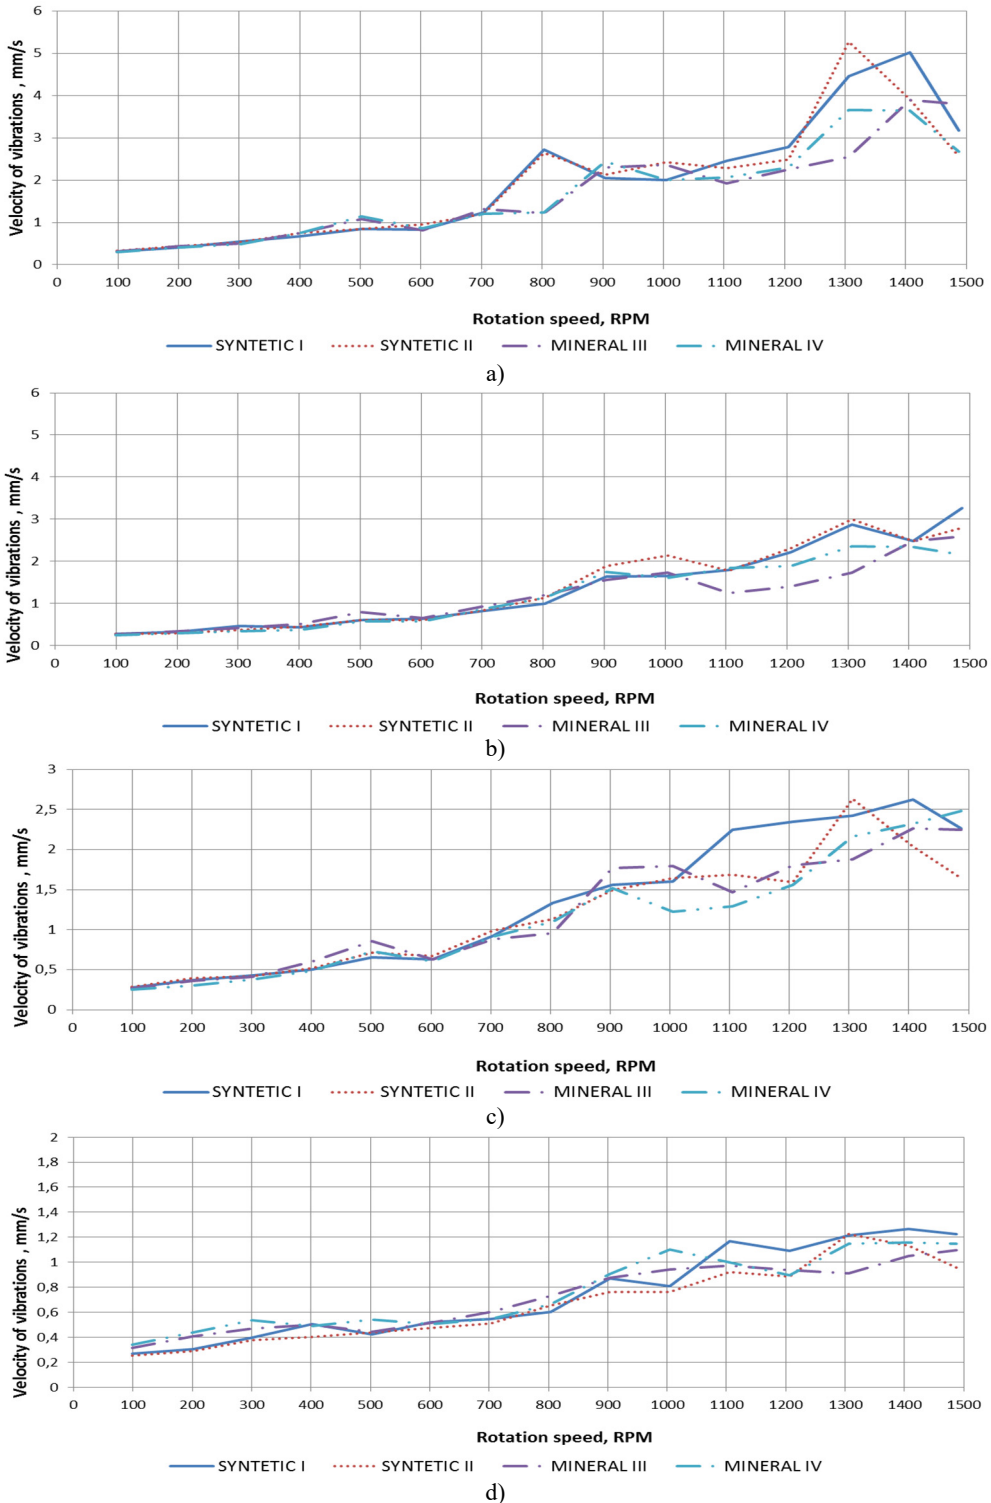 6
5
4
3
2
1
0
Velocity of vibrations , mm/s
0 100 200 300 400 500 600 700 800 900 1000 1100 1200 1300 1400 1500
Rotation speed, RPM
SYNTETIC I SYNTETIC II MINERAL III MINERAL IV
a)
6
5
4
3
2
1
0
Velocity of vibrations , mm/s
0 100 200 300 400 500 600 700 800 900 1000 1100 1200 1300 1400 1500
Rotation speed, RPM
SYNTETIC I SYNTETIC II MINERAL III MINERAL IV
b)
3
2,5
2
1,5
1
0,5
0
Velocity of vibrations , mm/s
0 100 200 300 400 500 600 700 800 900 1000 1100 1200 1300 1400 1500
Rotation speed, RPM
SYNTETIC I SYNTETIC II MINERAL III MINERAL IV
c)
2
1,8
1,6
1,4
1,2
1
0,8
0,6
0,4
0,2
0
Velocity of vibrations , mm/s
0 100 200 300 400 500 600 700 800 900 1000 1100 1200 1300 1400 1500
Rotation speed, RPM
SYNTETIC I SYNTETIC II MINERAL III MINERAL IV
d)